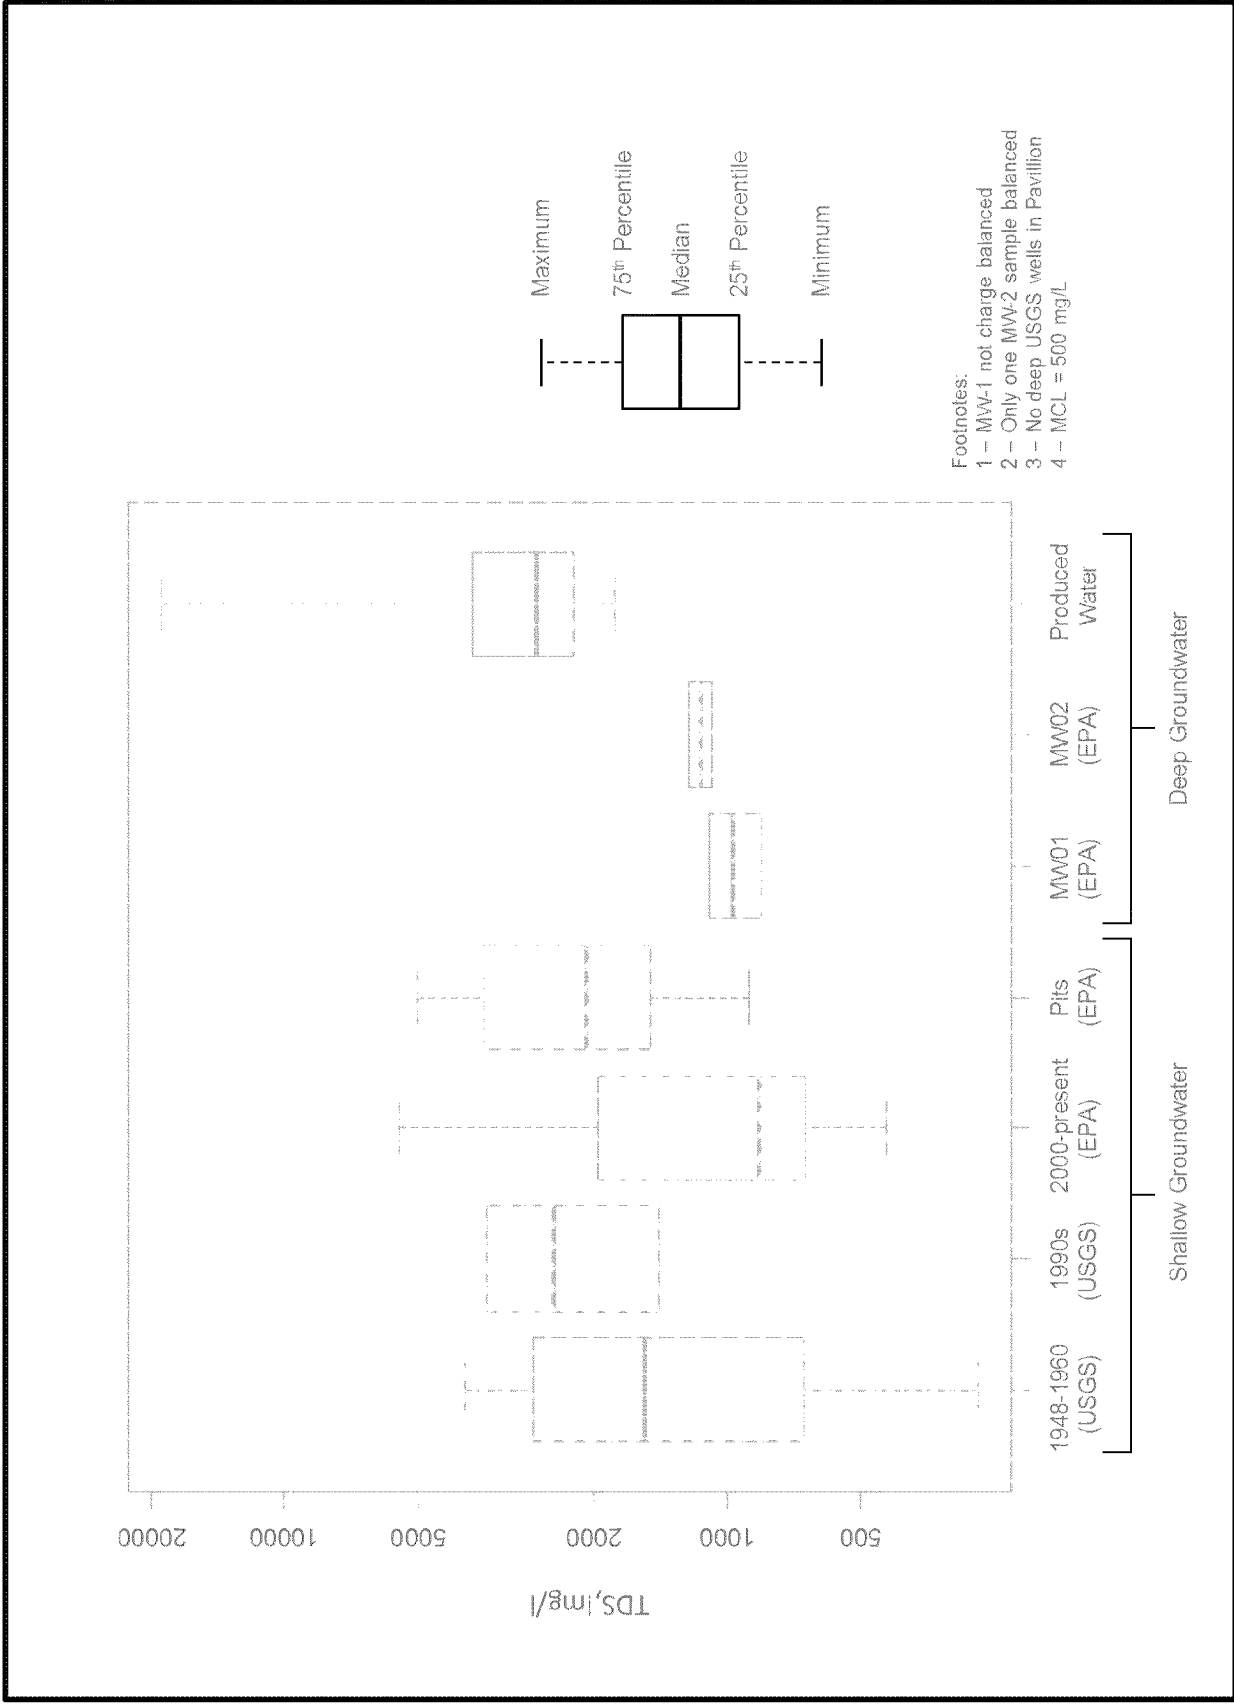 TDS, mg/l
20000
10000
5000
2000
1000
500
1948-1960
(USGS)
1990s
(USGS)
2000-present
(EPA)
Pits
(EPA)
MW01
(EPA)
MW02
(EPA)
Produced
Water
Shallow Groundwater
Deep Groundwater
Maximum
75th Percentile
Median
25th Percentile
Minimum
Footnotes:
1 – MW-1 not charge balanced
2 – Only one MW-2 sample balanced
3 – No deep USGS wells in Pavillion
4 – MCL = 500 mg/L